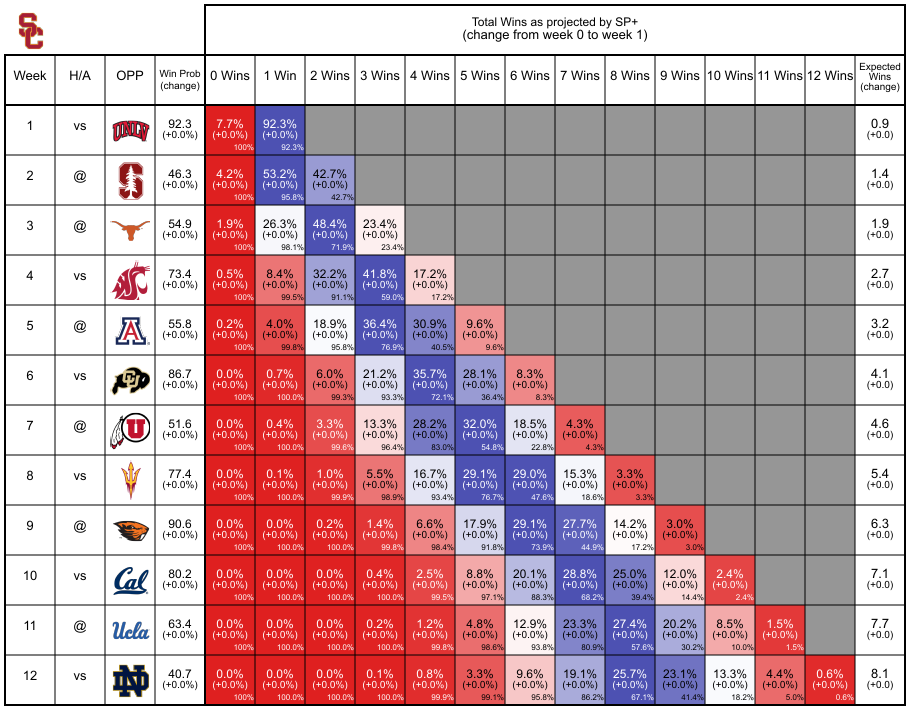 SC
Total Wins as projected by SP+
(change from week 0 to week 1)
Week H/A OPP Win Prob (change) 0 Wins 1 Win 2 Wins 3 Wins 4 Wins 5 Wins 6 Wins 7 Wins 8 Wins 9 Wins 10 Wins 11 Wins 12 Wins Expected Wins (change)
1 vs UNLV 92.3 7.7% 92.3% 0.9
(+0.0%) (+0.0%) (+0.0%) (+0.0)
100% 92.3%
2 @ S 46.3 4.2% 53.2% 42.7% 1.4
(+0.0%) (+0.0%) (+0.0%) (+0.0%) (+0.0)
100% 95.8% 42.7%
3 @ 54.9 1.9% 26.3% 48.4% 23.4% 1.9
(+0.0%) (+0.0%) (+0.0%) (+0.0%) (+0.0%) (+0.0)
100% 98.1% 71.9% 23.4%
4 vs 73.4 0.5% 8.4% 32.2% 41.8% 17.2% 2.7
(+0.0%) (+0.0%) (+0.0%) (+0.0%) (+0.0%) (+0.0%) (+0.0)
100% 99.5% 91.1% 59.0% 17.2%
5 @ A 55.8 0.2% 4.0% 18.9% 36.4% 30.9% 9.6% 3.2
(+0.0%) (+0.0%) (+0.0%) (+0.0%) (+0.0%) (+0.0%) (+0.0%) (+0.0)
100% 99.8% 95.8% 76.9% 40.5% 9.6%
6 vs CU 86.7 0.0% 0.7% 6.0% 21.2% 35.7% 28.1% 8.3% 4.1
(+0.0%) (+0.0%) (+0.0%) (+0.0%) (+0.0%) (+0.0%) (+0.0%) (+0.0%) (+0.0)
100% 100.0% 99.3% 93.3% 72.1% 36.4% 8.3%
7 @ U 51.6 0.0% 0.4% 3.3% 13.3% 28.2% 32.0% 18.5% 4.3% 4.6
(+0.0%) (+0.0%) (+0.0%) (+0.0%) (+0.0%) (+0.0%) (+0.0%) (+0.0%) (+0.0%) (+0.0)
100% 100.0% 99.6% 96.4% 83.0% 54.8% 22.8% 4.3%
8 vs 77.4 0.0% 0.1% 1.0% 5.5% 16.7% 29.1% 29.0% 15.3% 3.3% 5.4
(+0.0%) (+0.0%) (+0.0%) (+0.0%) (+0.0%) (+0.0%) (+0.0%) (+0.0%) (+0.0%) (+0.0%) (+0.0)
100% 100.0% 99.9% 98.9% 93.4% 76.7% 47.6% 18.6% 3.3%
9 @ 90.6 0.0% 0.0% 0.2% 1.4% 6.6% 17.9% 29.1% 27.7% 14.2% 3.0% 6.3
(+0.0%) (+0.0%) (+0.0%) (+0.0%) (+0.0%) (+0.0%) (+0.0%) (+0.0%) (+0.0%) (+0.0%) (+0.0%) (+0.0)
100% 100.0% 100.0% 99.8% 98.4% 91.8% 73.9% 44.9% 17.2% 3.0%
10 vs Cal 80.2 0.0% 0.0% 0.0% 0.4% 2.5% 8.8% 20.1% 28.8% 25.0% 12.0% 2.4% 7.1
(+0.0%) (+0.0%) (+0.0%) (+0.0%) (+0.0%) (+0.0%) (+0.0%) (+0.0%) (+0.0%) (+0.0%) (+0.0%) (+0.0%) (+0.0)
100% 100.0% 100.0% 100.0% 99.5% 97.1% 88.3% 68.2% 39.4% 14.4% 2.4%
11 @ Ucla 63.4 0.0% 0.0% 0.0% 0.2% 1.2% 4.8% 12.9% 23.3% 27.4% 20.2% 8.5% 1.5% 7.7
(+0.0%) (+0.0%) (+0.0%) (+0.0%) (+0.0%) (+0.0%) (+0.0%) (+0.0%) (+0.0%) (+0.0%) (+0.0%) (+0.0%) (+0.0%) (+0.0)
100% 100.0% 100.0% 100.0% 99.8% 98.6% 93.8% 80.9% 57.6% 30.2% 10.0% 1.5%
12 vs ND 40.7 0.0% 0.0% 0.0% 0.1% 0.8% 3.3% 9.6% 19.1% 25.7% 23.1% 13.3% 4.4% 0.6% 8.1
(+0.0%) (+0.0%) (+0.0%) (+0.0%) (+0.0%) (+0.0%) (+0.0%) (+0.0%) (+0.0%) (+0.0%) (+0.0%) (+0.0%) (+0.0%) (+0.0%) (+0.0)
100% 100.0% 100.0% 100.0% 99.9% 99.1% 95.8% 86.2% 67.1% 41.4% 18.2% 5.0% 0.6%